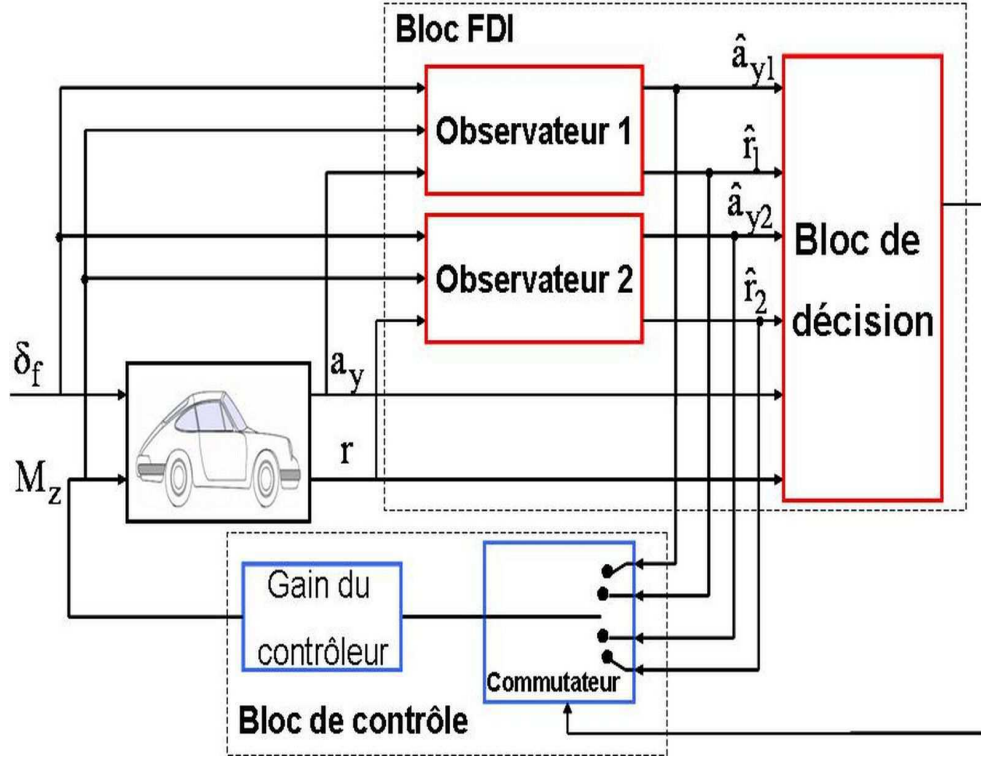 Bloc FDI
Observateur 1
Observateur 2
â_y1
r̂_1
â_y2
r̂_2
Bloc de
décision
δ_f
M_z
a_y
r
Gain du
contrôleur
Commutateur
Bloc de contrôle